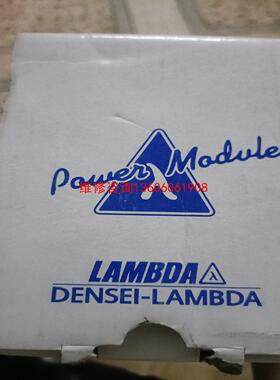 Power λ Module
维修咨询13606061908
LAMBDA
DENSEI-LAMBDA